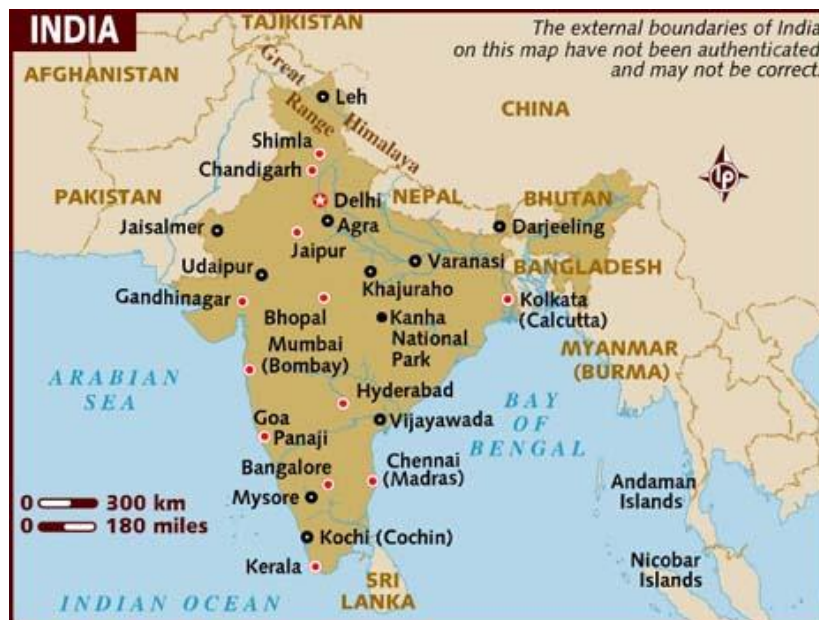 INDIA
TAJIKISTAN
The external boundaries of India
on this map have not been authenticated
and may not be correct.
AFGHANISTAN
Great
Range
Himalaya
Leh
CHINA
Shimla
Chandigarh
lp
PAKISTAN
Delhi
NEPAL
BHUTAN
Jaisalmer
Agra
Darjeeling
Jaipur
Udaipur
Varanasi
BANGLADESH
Khajuraho
Gandhinagar
Bhopal
Kanha
National
Park
Kolkata
(Calcutta)
Mumbai
(Bombay)
MYANMAR
(BURMA)
ARABIAN
SEA
Hyderabad
BAY
OF
BENGAL
Goa
Panaji
Vijayawada
Bangalore
Chennai
(Madras)
Andaman
Islands
Mysore
0 300 km
0 180 miles
Kochi (Cochin)
Kerala
Nicobar
Islands
SRI
LANKA
INDIAN OCEAN